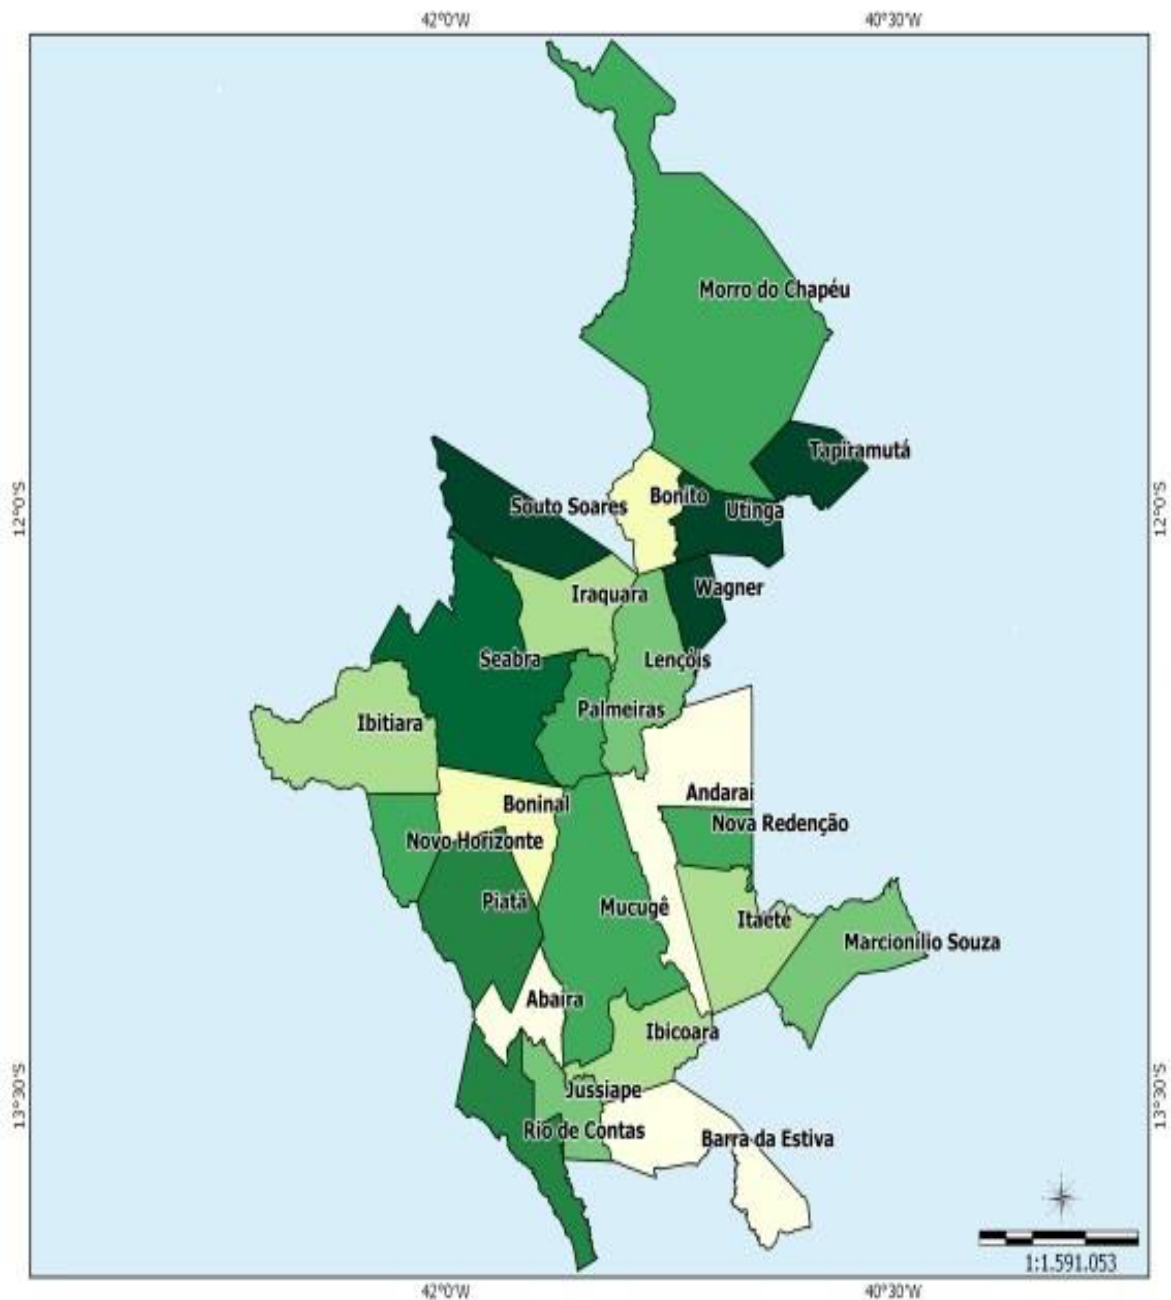 42°0'W
40°30'W
Morro do Chapéu
Tapiramutá
Bonito
Souto Soares
Utinga
12°0'S
12°0'S
Wagner
Iraquara
Seabra
Lençóis
Palmeiras
Ibitiara
Andaraí
Boninal
Nova Redenção
Novo Horizonte
Piatã
Mucugê
Itaeté
Marcionílio Souza
Abaíra
Ibicoara
Jussiape
13°30'S
13°30'S
Rio de Contas
Barra da Estiva
1:1.591.053
42°0'W
40°30'W